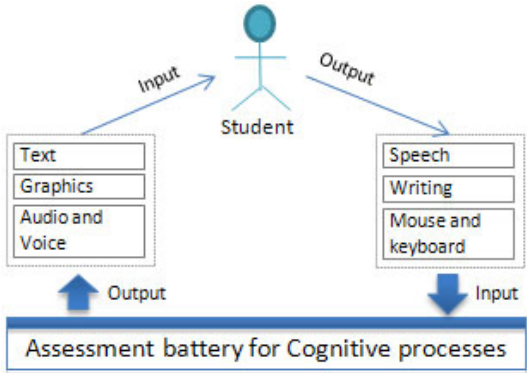 Input
Output
Student
Text
Graphics
Audio and
Voice
Speech
Writing
Mouse and
keyboard
Output
Input
Assessment battery for Cognitive processes